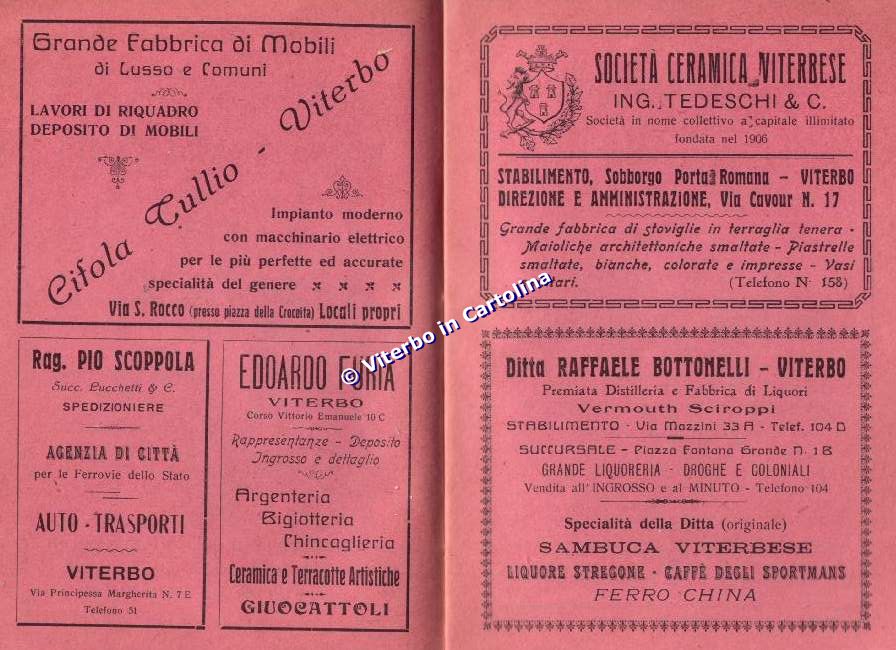 Grande Fabbrica di Mobili
di Lusso e Comuni
LAVORI DI RIQUADRO
DEPOSITO DI MOBILI
Cifola Tullio - Viterbo
Impianto moderno
con macchinario elettrico
per le più perfette ed accurate
specialità del genere
Via S. Rocco (presso piazza della Crocetta) Locali propri
Rag. PIO SCOPPOLA
Succ. Lucchetti & C.
SPEDIZIONIERE
AGENZIA DI CITTÀ
per le Ferrovie dello Stato
AUTO - TRASPORTI
VITERBO
Via Principessa Margherita N. 7 E
Telefono 51
EDOARDO
VITERBO
Corso Vittorio Emanuele 10 C
Rappresentanze - Deposito
Ingrosso e dettaglio
Argenteria
Bigiotteria
Chincaglieria
Ceramica e Terracotte Artistiche
GIUOCATTOLI
SOCIETÀ CERAMICA VITERBESE
ING. TEDESCHI & C.
Società in nome collettivo a capitale illimitato
fondata nel 1906
STABILIMENTO, Sobborgo Porta Romana - VITERBO
DIREZIONE E AMMINISTRAZIONE, Via Cavour N. 17
Grande fabbrica di stoviglie in terraglia tenera -
Maioliche architettoniche smaltate - Piastrelle
smaltate, bianche, colorate e impresse - Vasi
(Telefono N 158)
Ditta RAFFAELE BOTTONELLI - VITERBO
Premiata Distilleria e Fabbrica di Liquori
Vermouth Sciroppi
STABILIMENTO - Via Mazzini 33 A - Telef. 104 D
SUCCURSALE - Piazza Fontana Grande N. 1 B
GRANDE LIQUORERIA - DROGHE E COLONIALI
Vendita all'INGROSSO e al MINUTO - Telefono 104
Specialità della Ditta (originale)
SAMBUCA VITERBESE
LIQUORE STREGONE - CAFFÈ DEGLI SPORTMANS
FERRO CHINA
© Viterbo in Cartolina